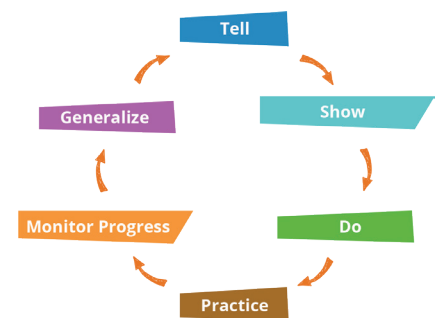 Tell
Show
Do
Practice
Monitor Progress
Generalize